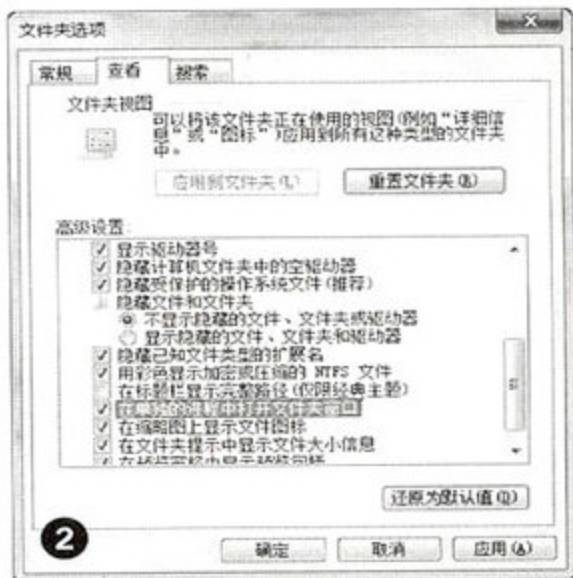 文件夹选项
常规 查看 搜索
文件夹视图
可以将该文件夹正在使用的视图(例如“详细信
息”或“图标”)应用到所有这种类型的文件夹
中。
应用到文件夹(L) 重置文件夹(R)
高级设置:
显示驱动器号
隐藏计算机文件夹中的空驱动器
隐藏受保护的操作系统文件(推荐)
隐藏文件和文件夹
不显示隐藏的文件、文件夹或驱动器
显示隐藏的文件、文件夹和驱动器
隐藏已知文件类型的扩展名
用彩色显示加密或压缩的 NTFS 文件
在标题栏显示完整路径(仅限经典主题)
在单独的进程中打开文件夹窗口
在缩略图上显示文件图标
在文件夹提示中显示文件大小信息
还原为默认值(D)
2
确定 取消 应用(A)